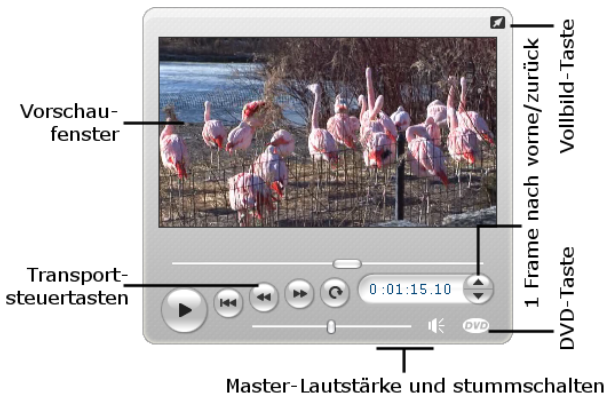 Vorschau-
fenster
Transport-
steuertasten
0:01:15.10
DVD
1 Frame nach vorne/zurück
Vollbild-Taste
DVD-Taste
Master-Lautstärke und stummschalten